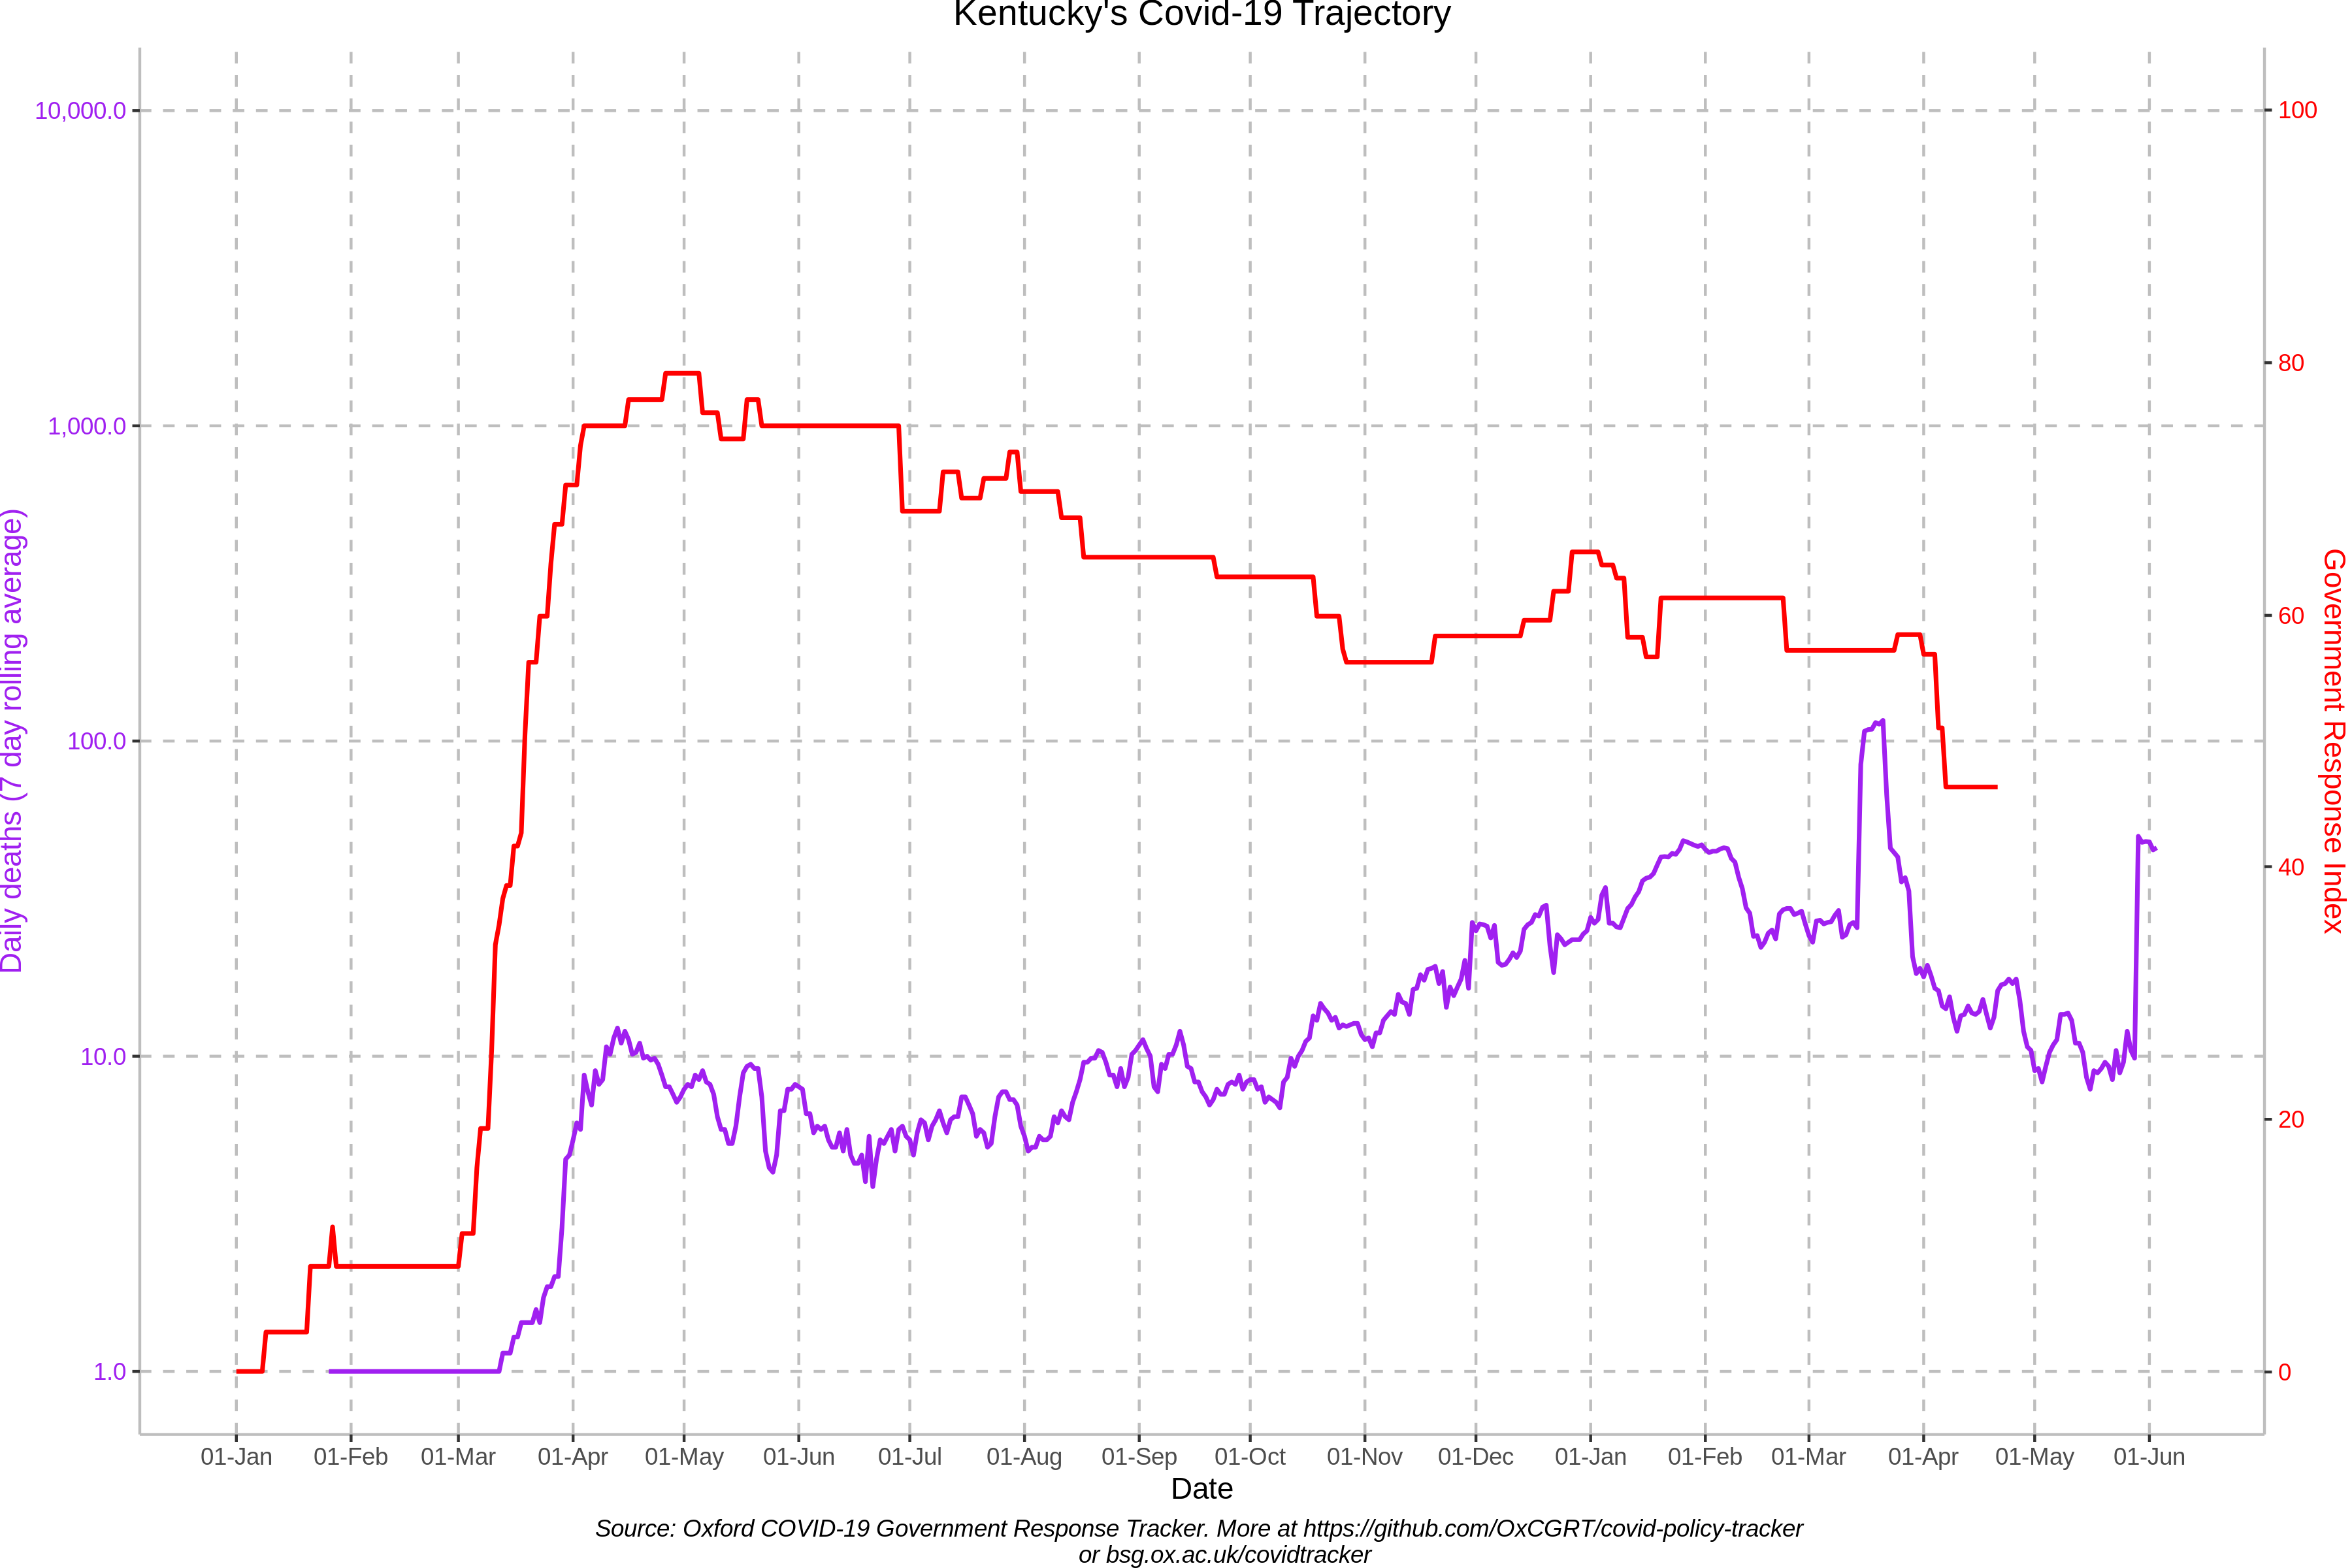 Kentucky's Covid-19 Trajectory
10,000.0
1,000.0
100.0
10.0
1.0
Daily deaths (7 day rolling average)
100
80
60
40
20
0
Government Response Index
01-Jan 01-Feb 01-Mar 01-Apr 01-May 01-Jun 01-Jul 01-Aug 01-Sep 01-Oct 01-Nov 01-Dec 01-Jan 01-Feb 01-Mar 01-Apr 01-May 01-Jun
Date
Source: Oxford COVID-19 Government Response Tracker. More at https://github.com/OxCGRT/covid-policy-tracker
or bsg.ox.ac.uk/covidtracker